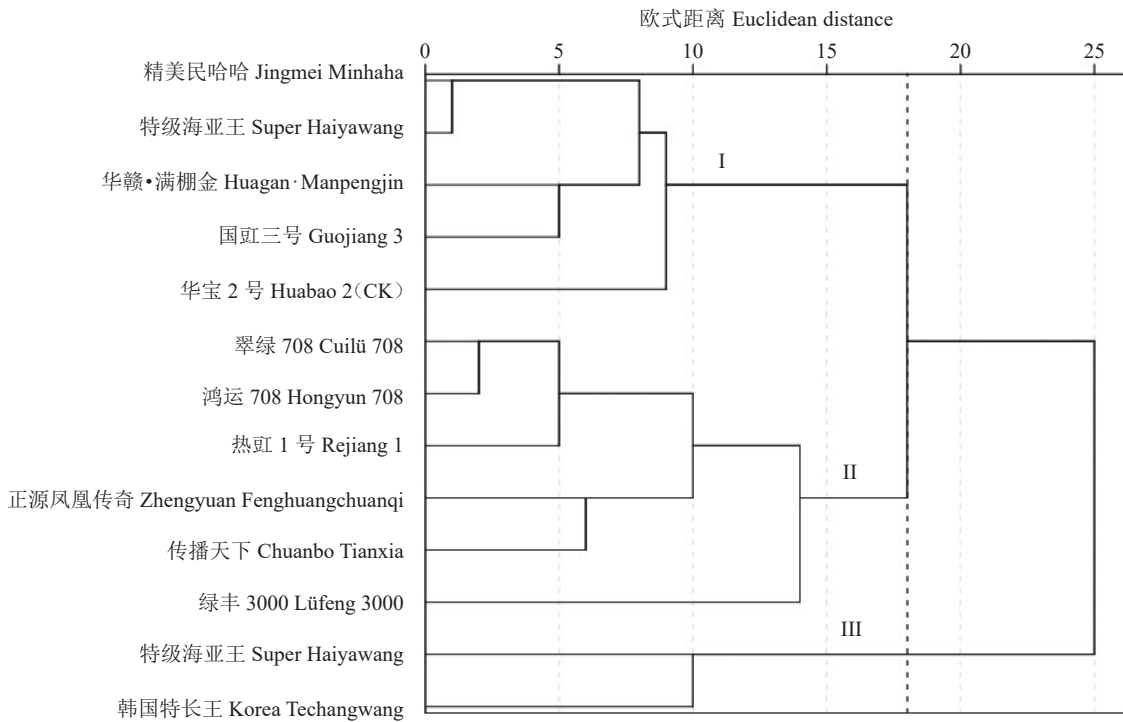 欧式距离 Euclidean distance
0 5 10 15 20 25
精美民哈哈 Jingmei Minhaha
特级海亚王 Super Haiyawang
I
华赣•满棚金 Huagan·Manpengjin
国豇三号 Guojiang 3
华宝 2 号 Huabao 2(CK)
翠绿 708 Cuilü 708
鸿运 708 Hongyun 708
热豇 1 号 Rejiang 1
II
正源凤凰传奇 Zhengyuan Fenghuangchuanqi
传播天下 Chuanbo Tianxia
绿丰 3000 Lüfeng 3000
III
特级海亚王 Super Haiyawang
韩国特长王 Korea Techangwang